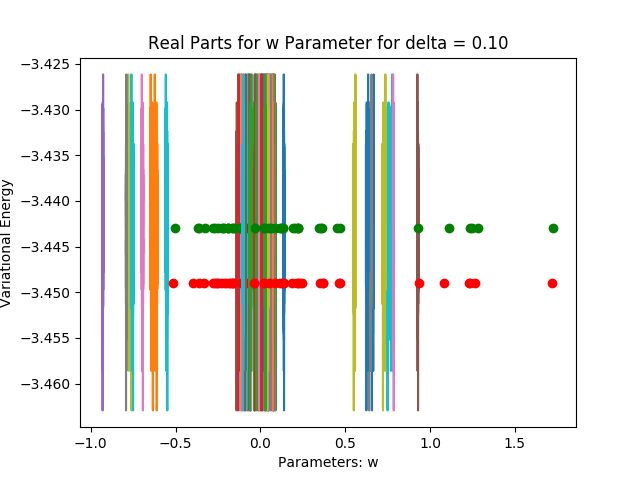 Real Parts for w Parameter for delta = 0.10
−3.425
−3.430
−3.435
−3.440
−3.445
−3.450
−3.455
−3.460
Variational Energy
−1.0 −0.5 0.0 0.5 1.0 1.5
Parameters: w